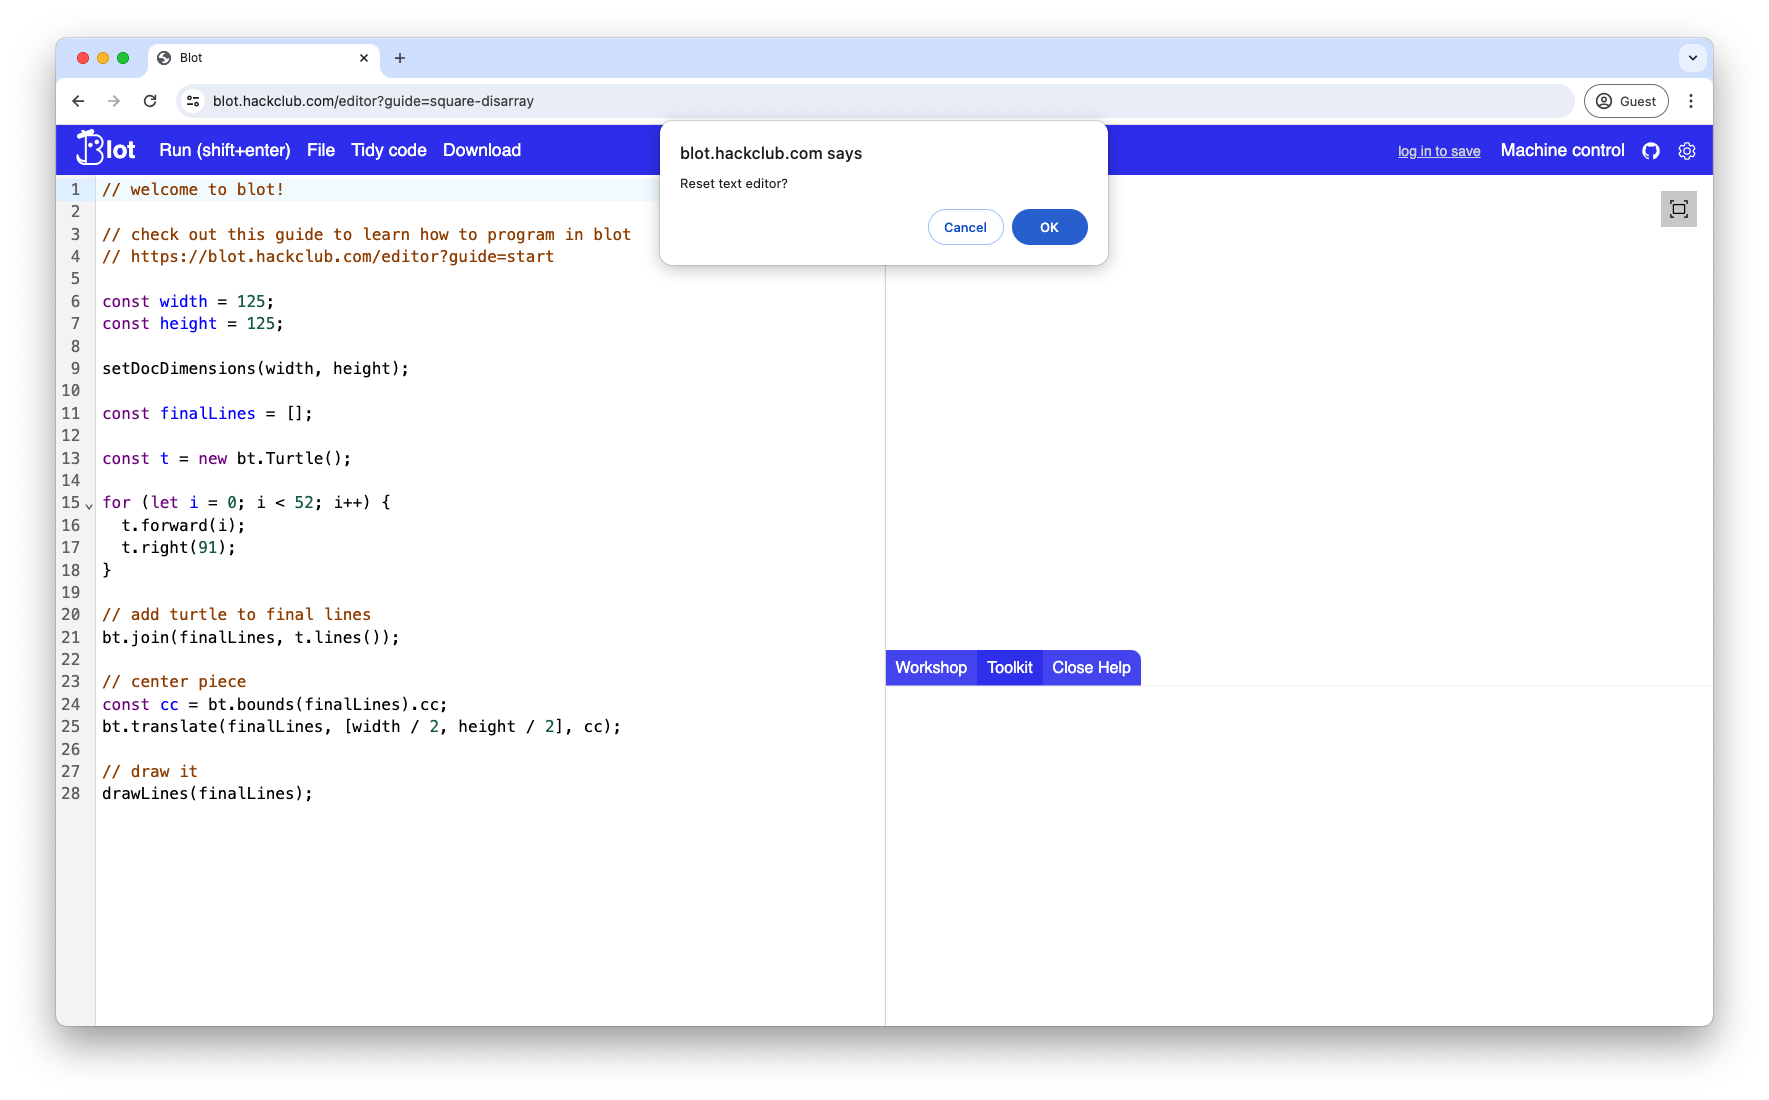 Blot
blot.hackclub.com/editor?guide=square-disarray
Guest
Blot
Run (shift+enter)
File
Tidy code
Download
log in to save
Machine control
blot.hackclub.com says
Reset text editor?
Cancel
OK
1 // welcome to blot!
2
3 // check out this guide to learn how to program in blot
4 // https://blot.hackclub.com/editor?guide=start
5
6 const width = 125;
7 const height = 125;
8
9 setDocDimensions(width, height);
10
11 const finalLines = [];
12
13 const t = new bt.Turtle();
14
15 for (let i = 0; i < 52; i++) {
16   t.forward(i);
17   t.right(91);
18 }
19
20 // add turtle to final lines
21 bt.join(finalLines, t.lines());
22
23 // center piece
24 const cc = bt.bounds(finalLines).cc;
25 bt.translate(finalLines, [width / 2, height / 2], cc);
26
27 // draw it
28 drawLines(finalLines);
Workshop
Toolkit
Close Help